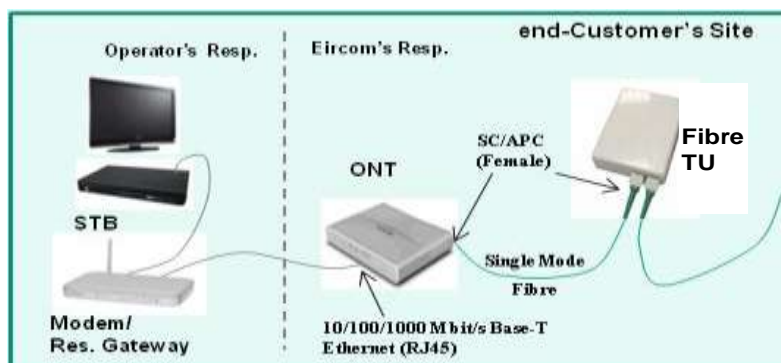 end-Customer's Site
Operator's Resp.
Eircom's Resp.
SC/APC
(Female)
Fibre
TU
ONT
STB
Single Mode
Fibre
Modem/
Res. Gateway
10/100/1000 Mbit/s Base-T
Ethernet (RJ45)